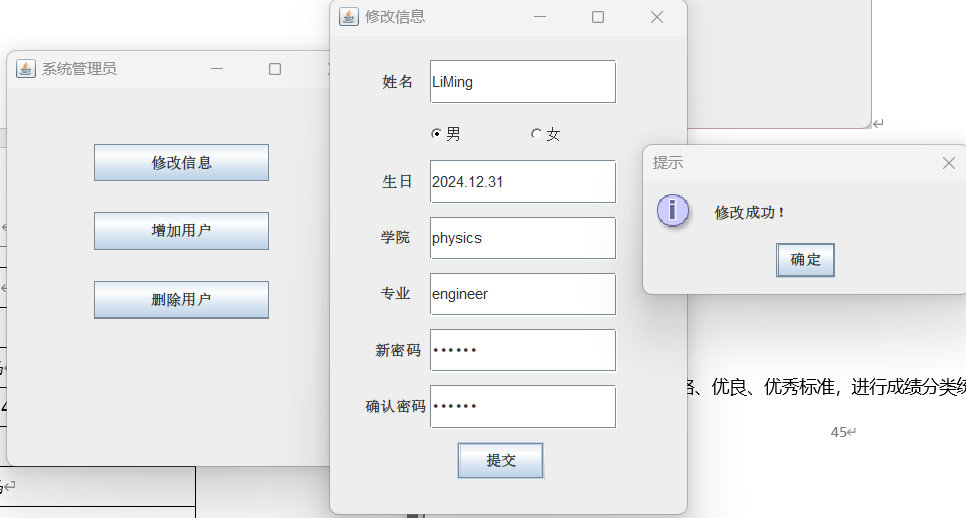 系统管理员
修改信息
增加用户
删除用户
修改信息
姓名 LiMing
男 女
生日 2024.12.31
学院 physics
专业 engineer
新密码 ••••••
确认密码 ••••••
提交
提示
修改成功！
确定
、优良、优秀标准，进行成绩分类统
45
4